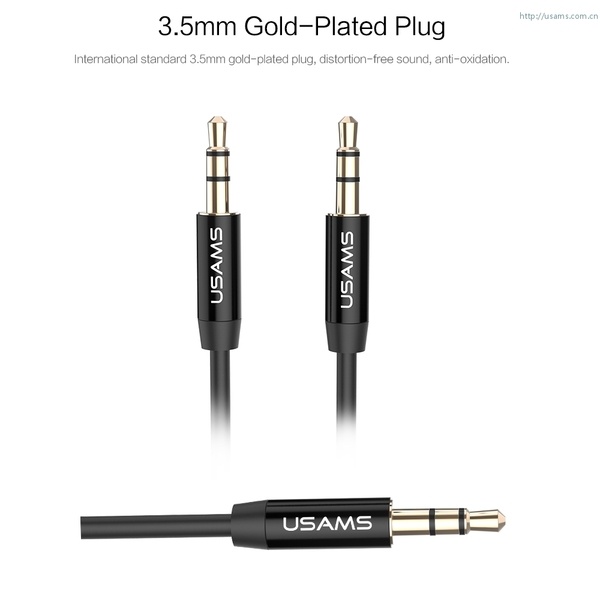 http://usams.com.cn
3.5mm Gold-Plated Plug
International standard 3.5mm gold-plated plug, distortion-free sound, anti-oxidation.
USAMS
USAMS
USAMS